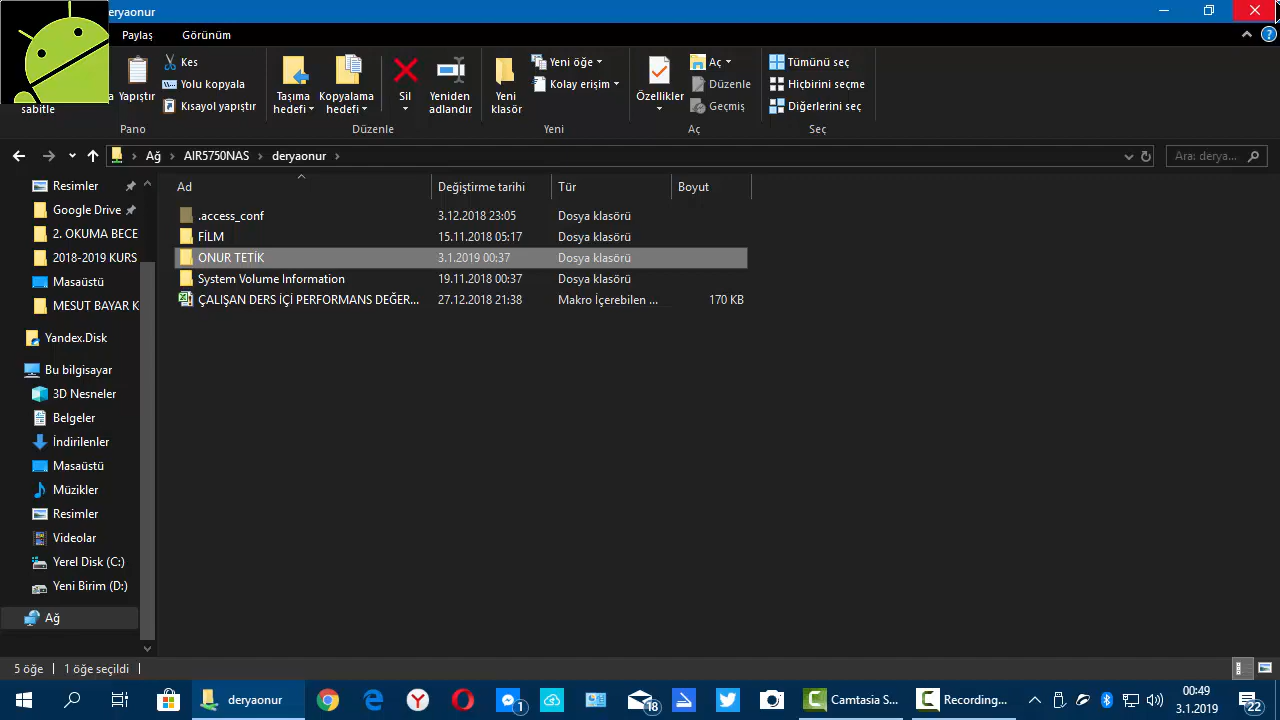 deryaonur
Paylaş Görünüm
sabitle
Yapıştır
Kes
Yolu kopyala
Kısayol yapıştır
Pano
Taşıma hedefi
Kopyalama hedefi
Sil
Yeniden adlandır
Düzenle
Yeni klasör
Yeni öğe
Kolay erişim
Yeni
Özellikler
Aç
Düzenle
Geçmiş
Aç
Tümünü seç
Hiçbirini seçme
Diğerlerini seç
Seç
Ağ > AIR5750NAS > deryaonur >
Ara: derya...
Resimler
Google Drive
2. OKUMA BECE
2018-2019 KURS
Masaüstü
MESUT BAYAR K
Yandex.Disk
Bu bilgisayar
3D Nesneler
Belgeler
İndirilenler
Masaüstü
Müzikler
Resimler
Videolar
Yerel Disk (C:)
Yeni Birim (D:)
Ağ
Ad Değiştirme tarihi Tür Boyut
.access_conf 3.12.2018 23:05 Dosya klasörü
FİLM 15.11.2018 05:17 Dosya klasörü
ONUR TETİK 3.1.2019 00:37 Dosya klasörü
System Volume Information 19.11.2018 00:37 Dosya klasörü
ÇALIŞAN DERS İÇİ PERFORMANS DEĞER... 27.12.2018 21:38 Makro İçerebilen ... 170 KB
5 öğe 1 öğe seçildi
deryaonur
1
18
Camtasia S...
Recording...
00:49
3.1.2019
22